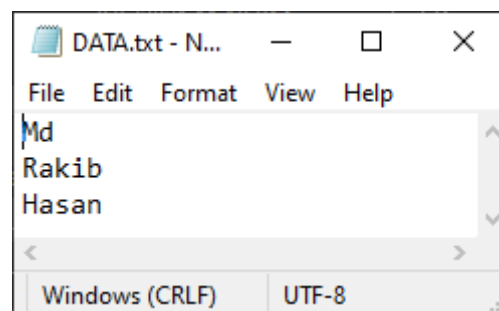 DATA.txt - N...
File Edit Format View Help
Md
Rakib
Hasan
Windows (CRLF) UTF-8